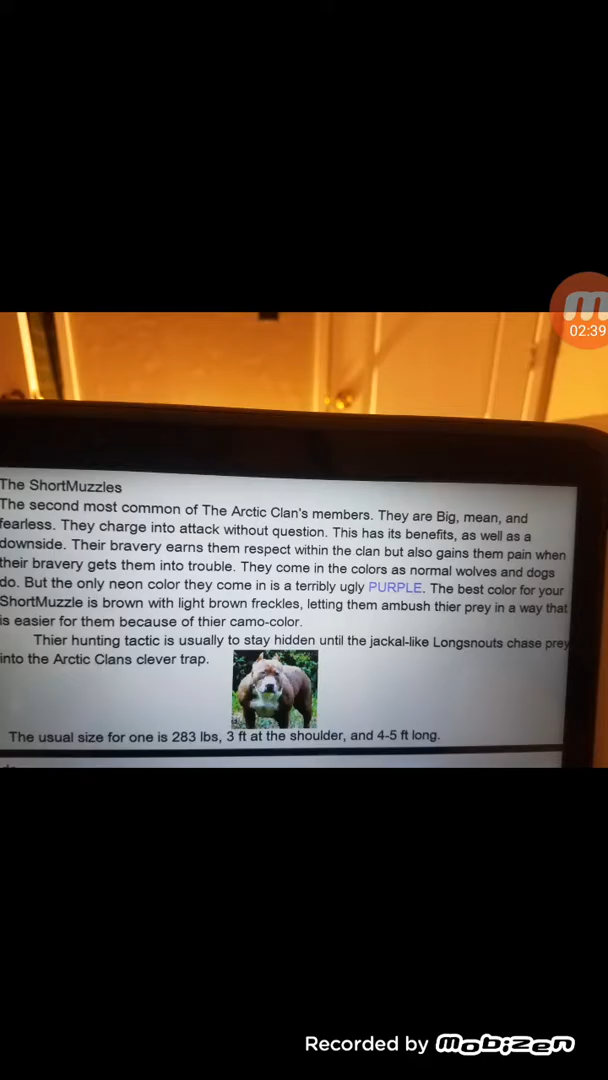 02:39
The ShortMuzzles
The second most common of The Arctic Clan's members. They are Big, mean, and
fearless. They charge into attack without question. This has its benefits, as well as a
downside. Their bravery earns them respect within the clan but also gains them pain when
their bravery gets them into trouble. They come in the colors as normal wolves and dogs
do. But the only neon color they come in is a terribly ugly PURPLE. The best color for your
ShortMuzzle is brown with light brown freckles, letting them ambush thier prey in a way that
is easier for them because of thier camo-color.
Thier hunting tactic is usually to stay hidden until the jackal-like Longsnouts chase prey
into the Arctic Clans clever trap.
The usual size for one is 283 lbs, 3 ft at the shoulder, and 4-5 ft long.
Recorded by mobizen